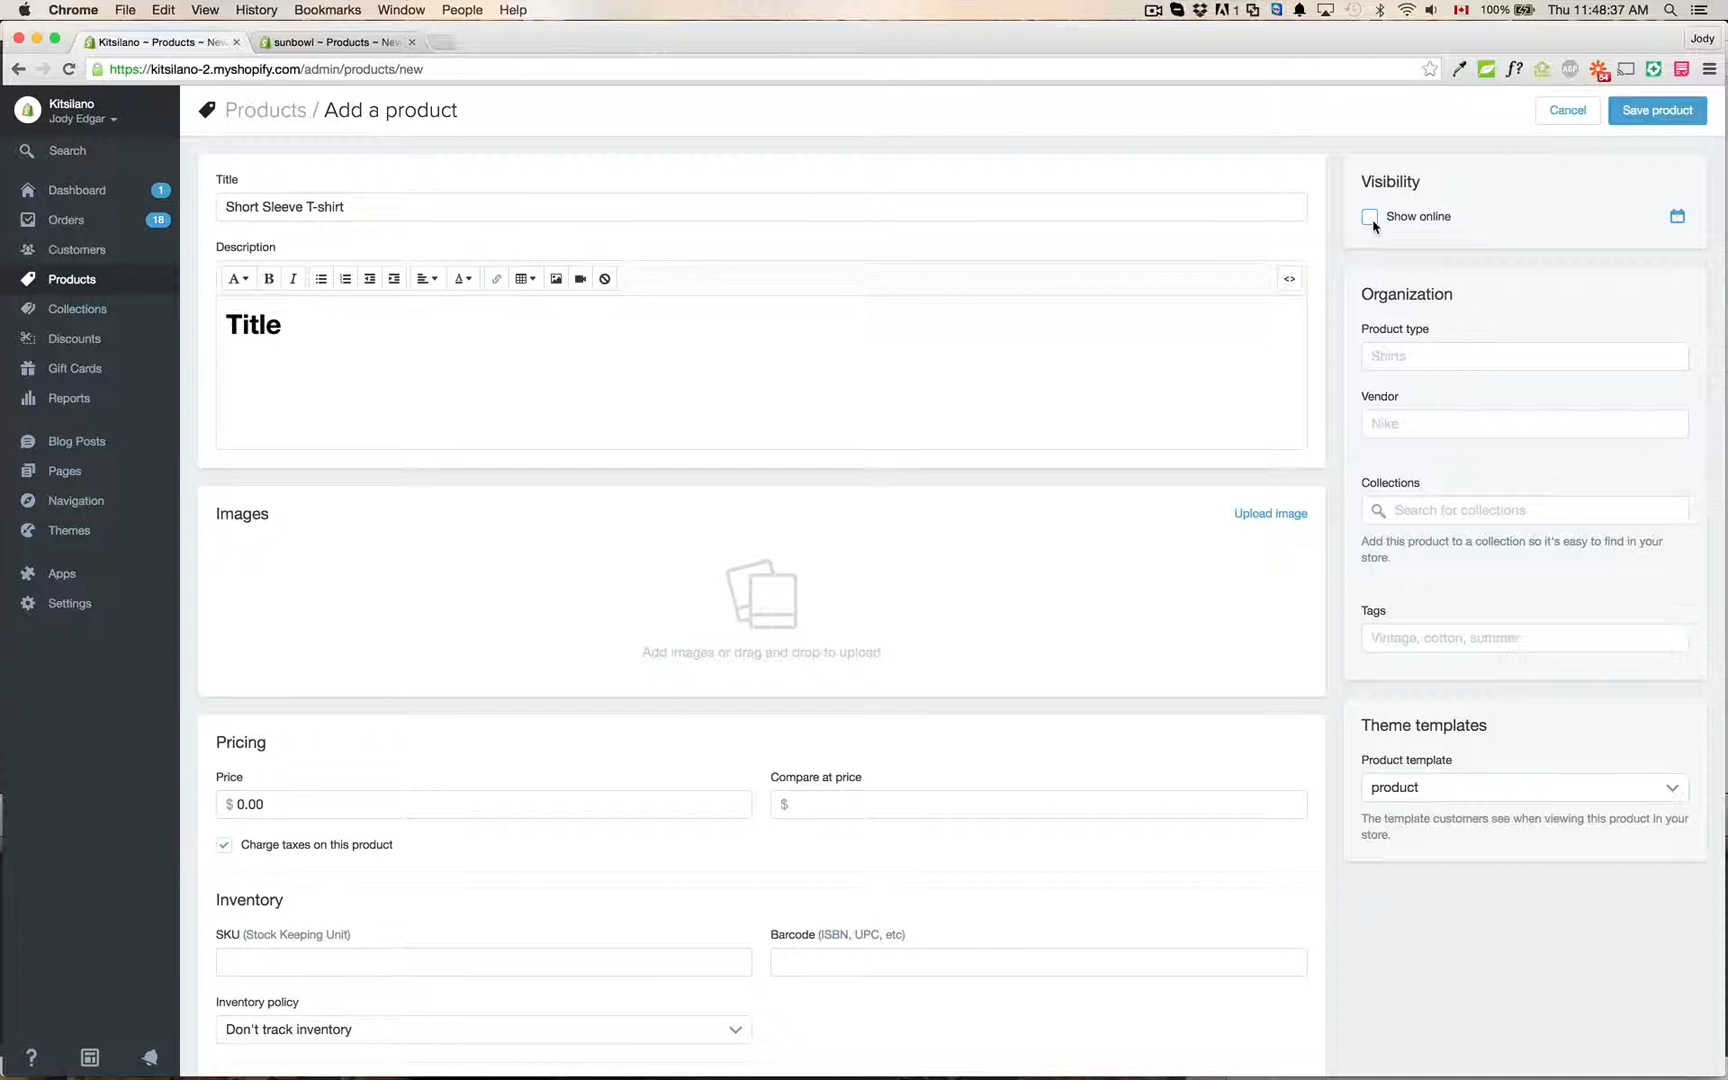 Chrome File Edit View History Bookmarks Window People Help
1 100% Thu 11:48:37 AM
Kitsilano ~ Products ~ New
sunbowl ~ Products ~ New
Jody
https://kitsilano-2.myshopify.com/admin/products/new
f?
ABP
54
Kitsilano
Jody Edgar
Search
Dashboard 1
Orders 18
Customers
Products
Collections
Discounts
Gift Cards
Reports
Blog Posts
Pages
Navigation
Themes
Apps
Settings
?
Products / Add a product
Cancel
Save product
Title
Short Sleeve T-shirt
Description
A B I A <>
Title
Images
Upload image
Add images or drag and drop to upload
Pricing
Price
$ 0.00
Compare at price
$
Charge taxes on this product
Inventory
SKU (Stock Keeping Unit)
Barcode (ISBN, UPC, etc)
Inventory policy
Don't track inventory
Visibility
Show online
Organization
Product type
Shirts
Vendor
Nike
Collections
Search for collections
Add this product to a collection so it's easy to find in your
store.
Tags
Vintage, cotton, summer
Theme templates
Product template
product
The template customers see when viewing this product in your
store.